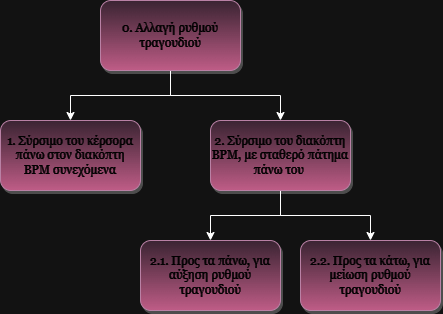 0. Αλλαγή ρυθμού
τραγουδιού
1. Σύρσιμο του κέρσορα
πάνω στον διακόπτη
BPM συνεχόμενα
2. Σύρσιμο του διακόπτη
BPM, με σταθερό πάτημα
πάνω του
2.1. Προς τα πάνω, για
αύξηση ρυθμού
τραγουδιού
2.2. Προς τα κάτω, για
μείωση ρυθμού
τραγουδιού